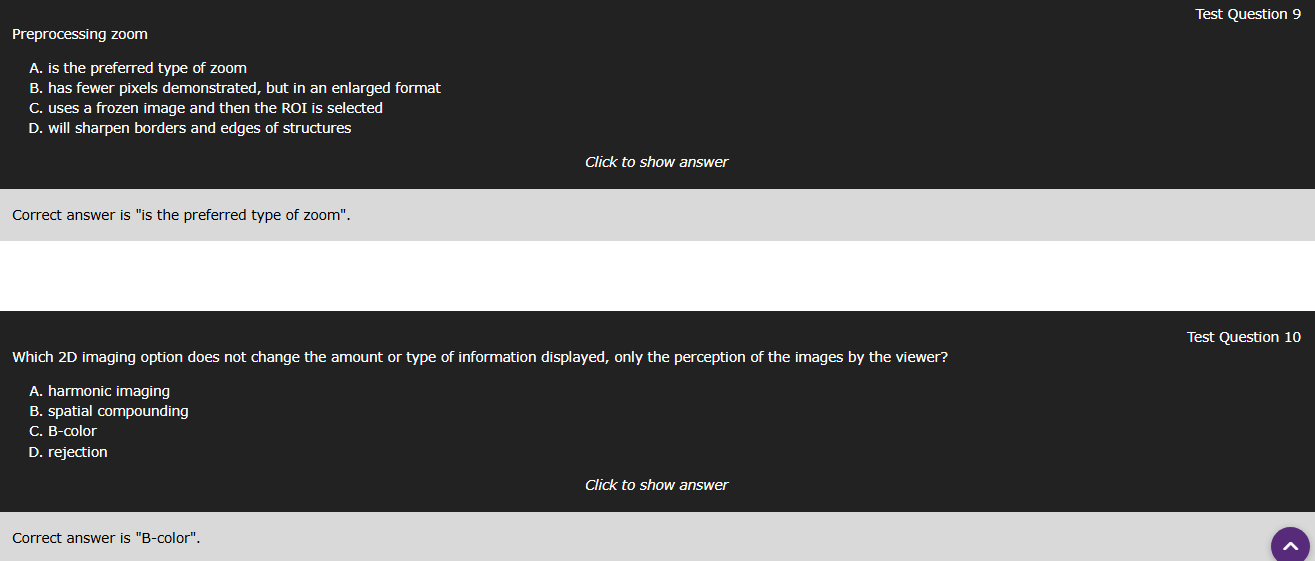 Test Question 9
Preprocessing zoom
A. is the preferred type of zoom
B. has fewer pixels demonstrated, but in an enlarged format
C. uses a frozen image and then the ROI is selected
D. will sharpen borders and edges of structures
Click to show answer
Correct answer is "is the preferred type of zoom".
Test Question 10
Which 2D imaging option does not change the amount or type of information displayed, only the perception of the images by the viewer?
A. harmonic imaging
B. spatial compounding
C. B-color
D. rejection
Click to show answer
Correct answer is "B-color".